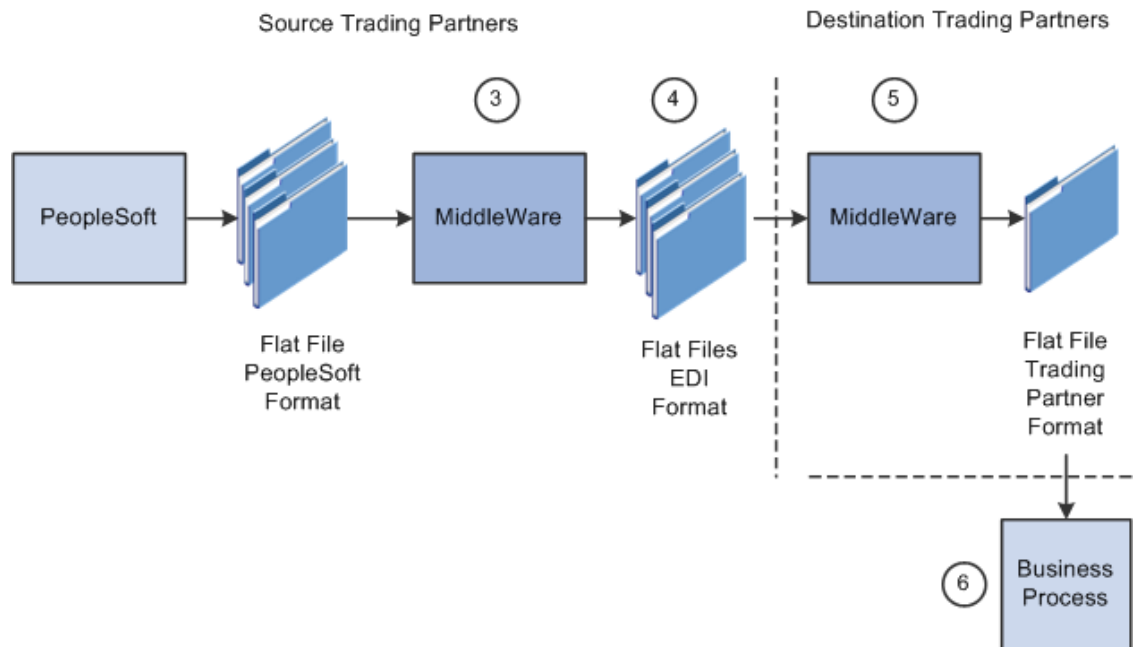 Source Trading Partners
Destination Trading Partners
3
4
5
PeopleSoft
MiddleWare
MiddleWare
Flat File
PeopleSoft
Format
Flat Files
EDI
Format
Flat File
Trading
Partner
Format
6
Business
Process